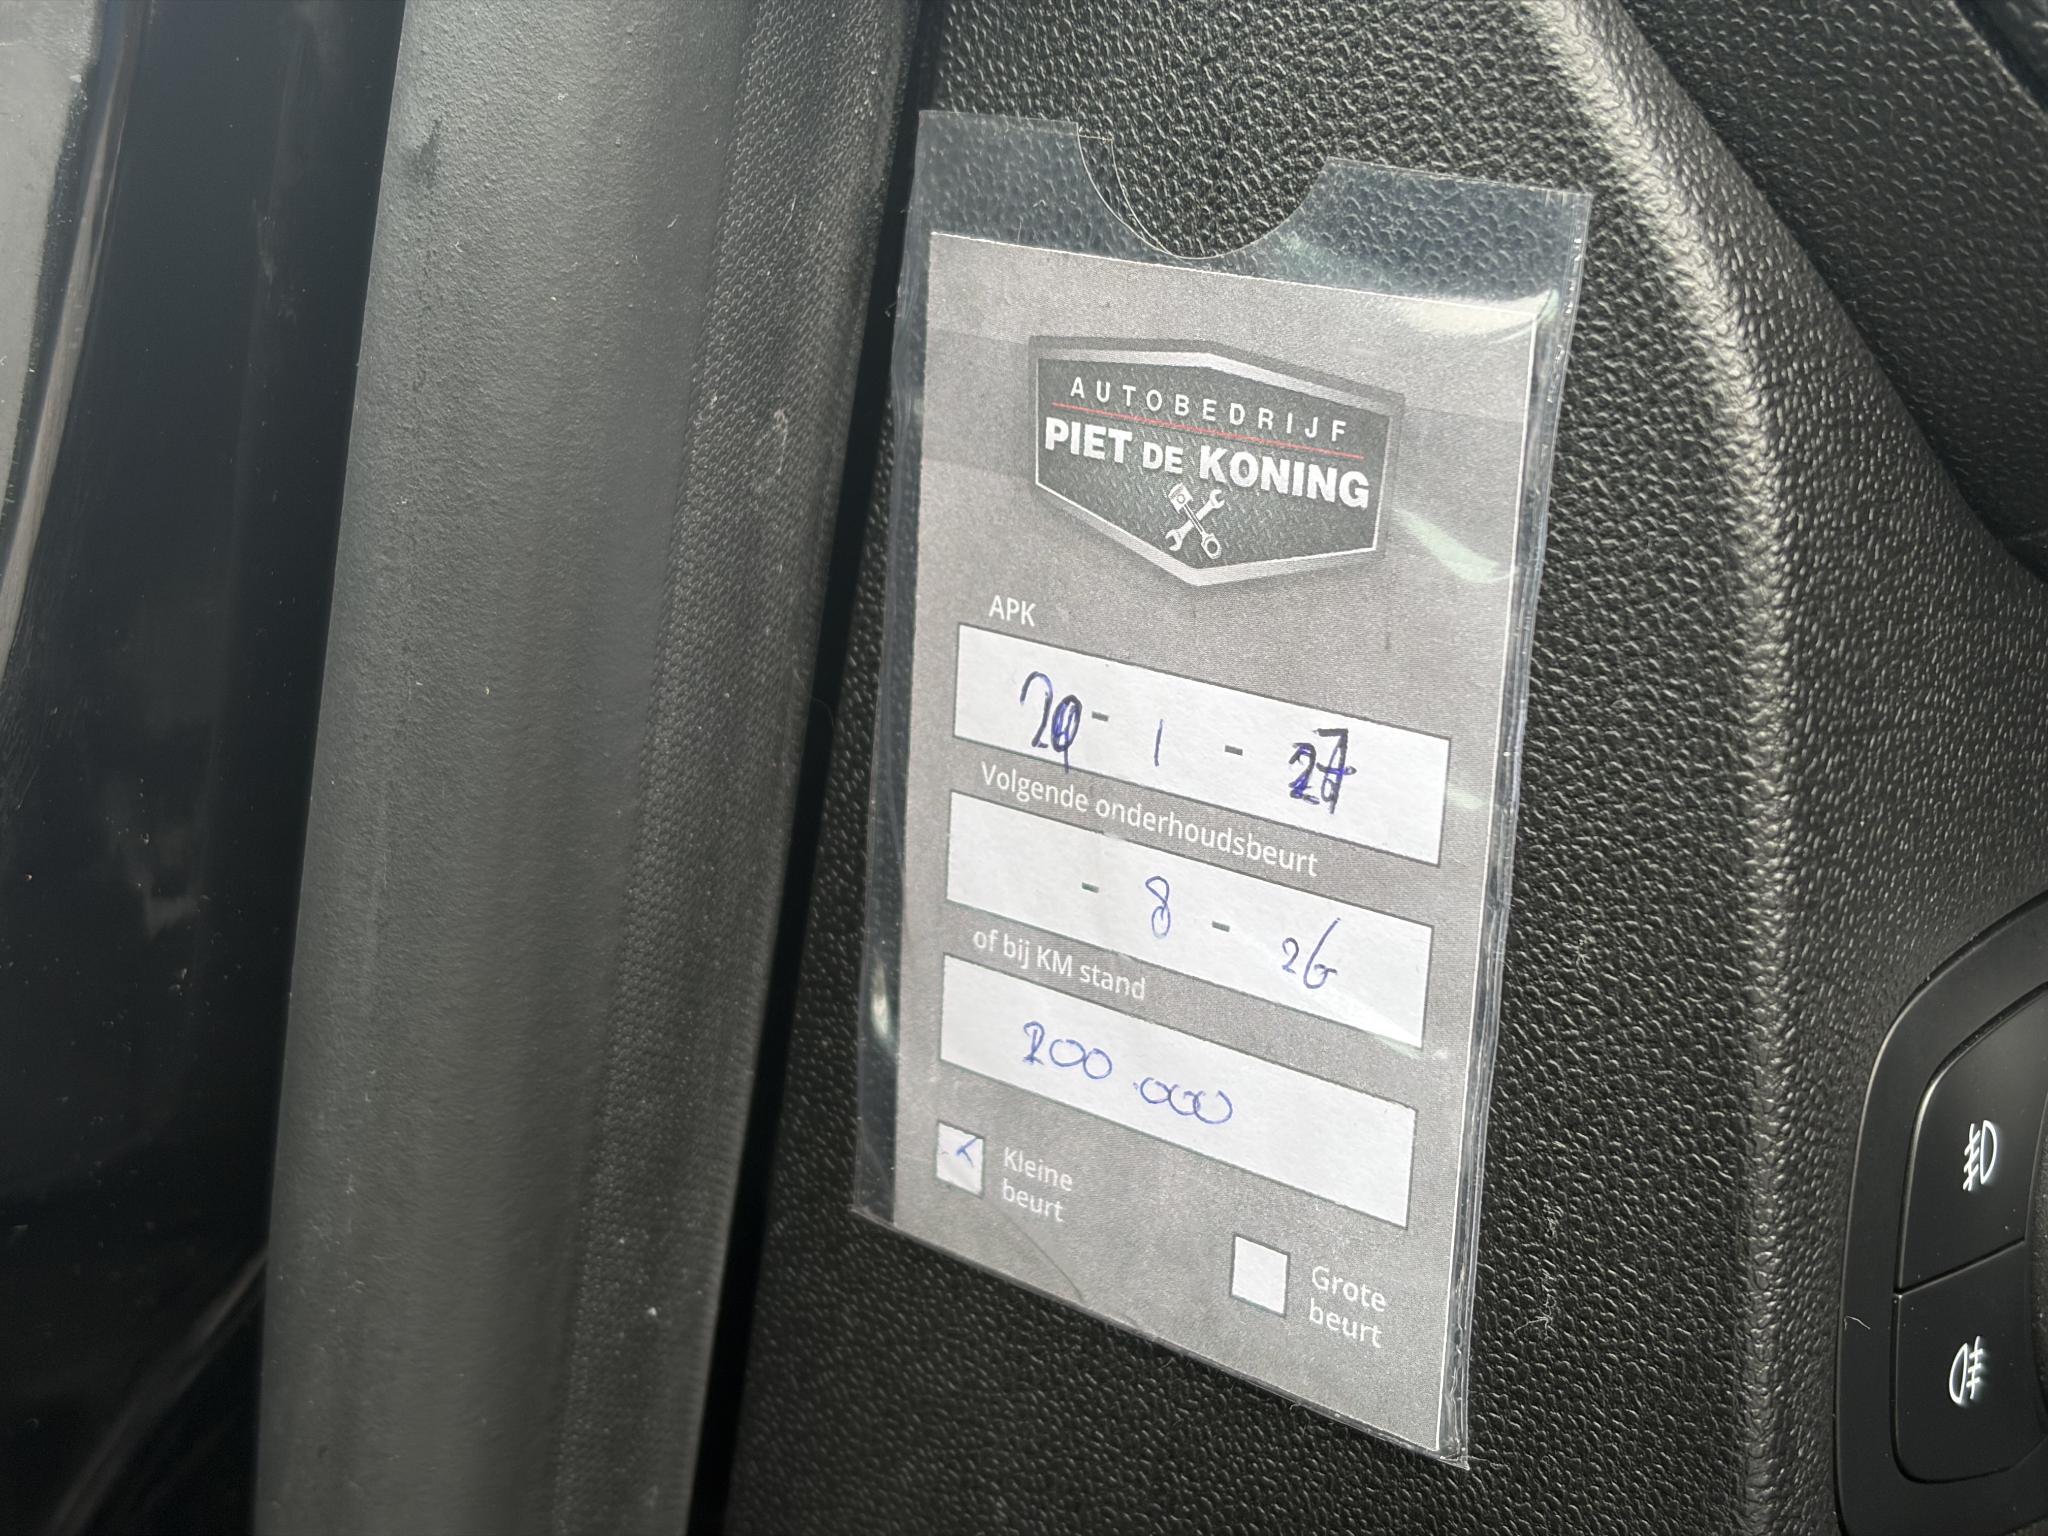 AUTOBEDRIJF
PIET DE KONING
APK
- 1 - 27
Volgende onderhoudsbeurt
- 8 - 26
of bij KM stand
200.000
Kleine
beurt
Grote
beurt